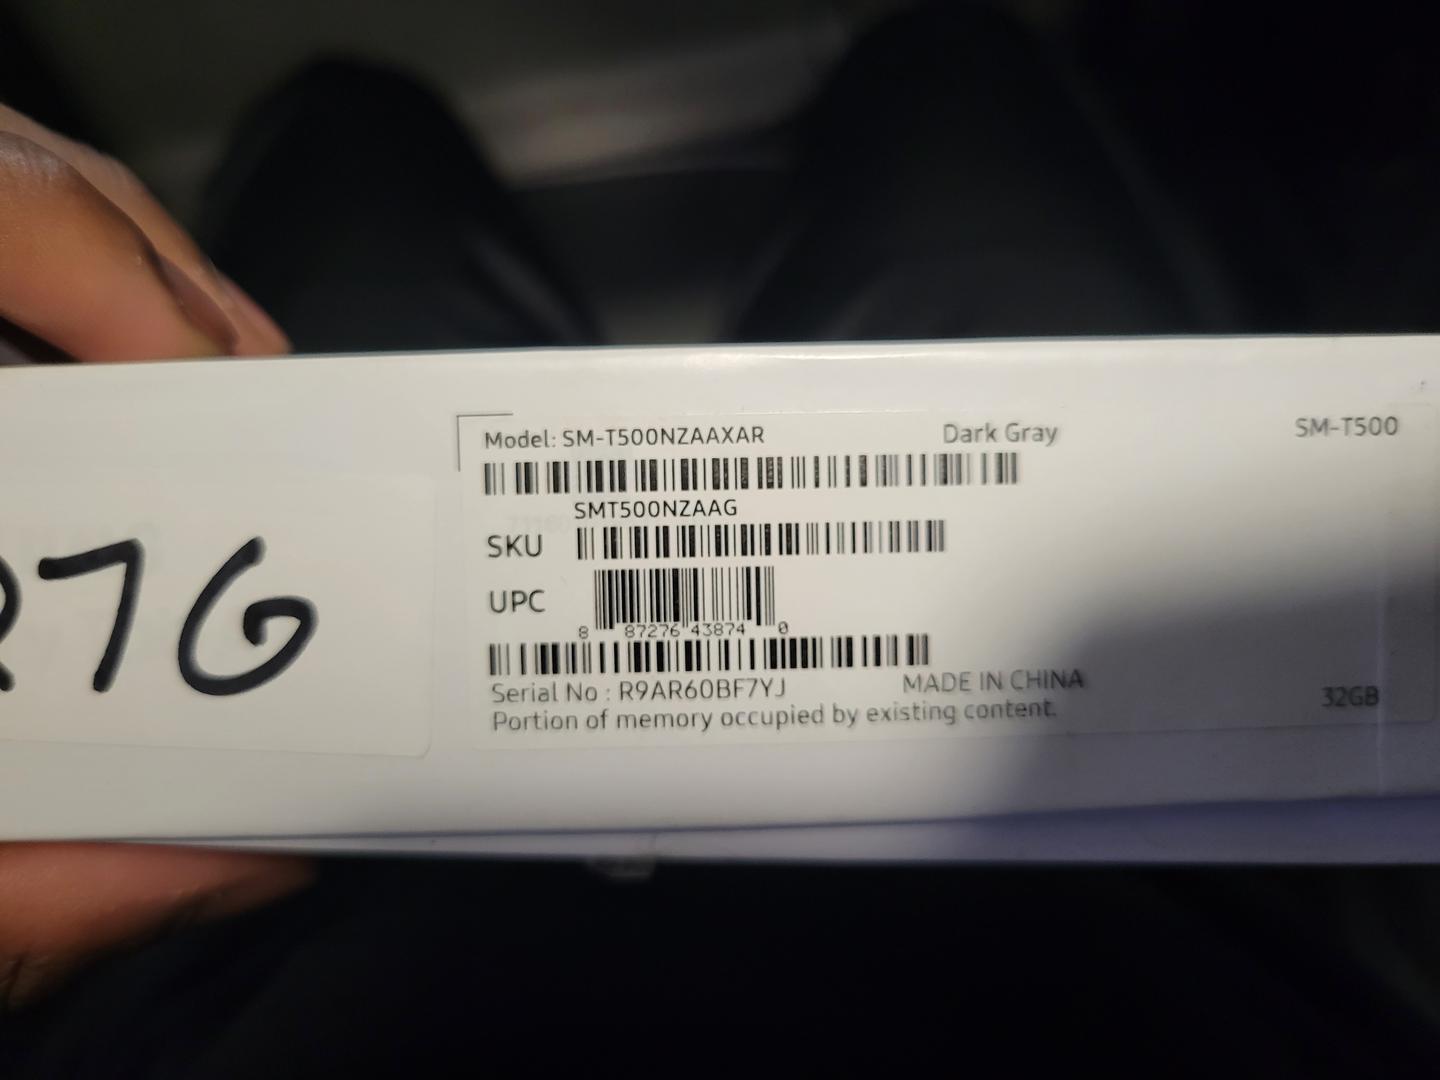 76
Model: SM-T500NZAAXAR Dark Gray SM-T500
SMT500NZAAG
SKU
UPC
8 87276 43874 0
Serial No : R9AR60BF7YJ MADE IN CHINA
Portion of memory occupied by existing content. 32GB